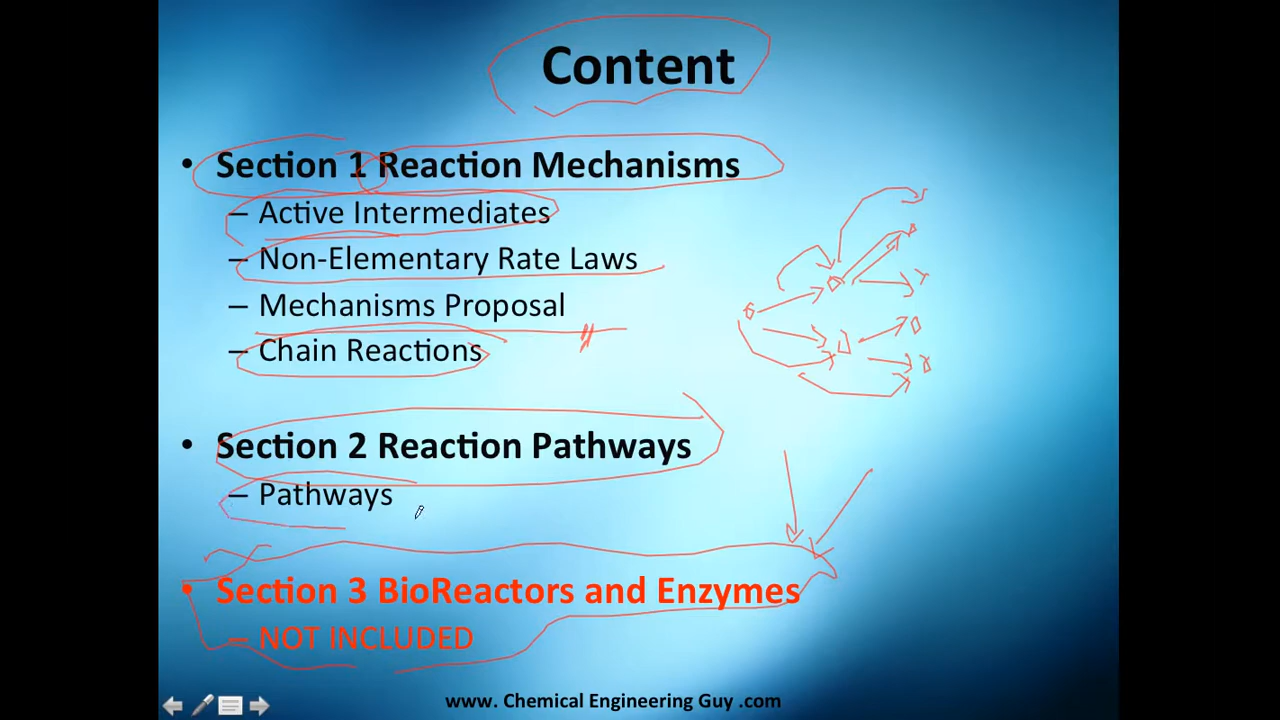 Content
• Section 1 Reaction Mechanisms
– Active Intermediates
– Non-Elementary Rate Laws
– Mechanisms Proposal
– Chain Reactions
• Section 2 Reaction Pathways
– Pathways
• Section 3 BioReactors and Enzymes
– NOT INCLUDED
www. Chemical Engineering Guy .com